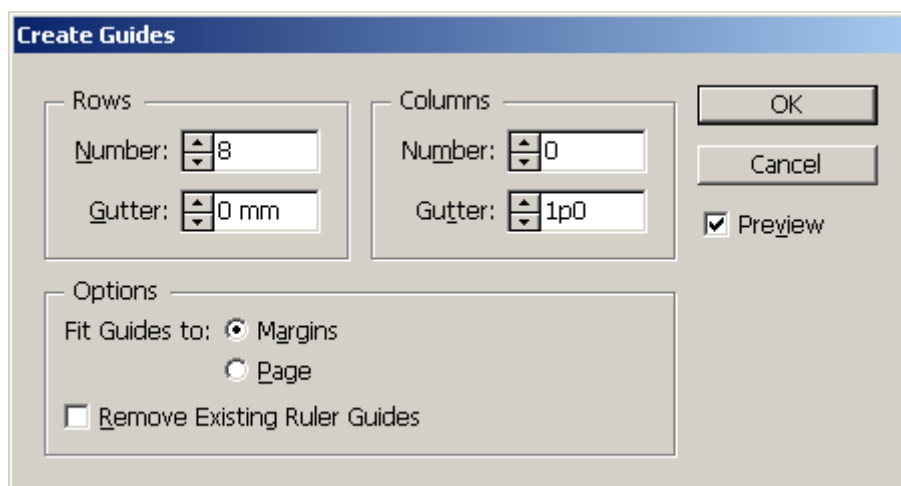 Create Guides
Rows
Number: 8
Gutter: 0 mm
Columns
Number: 0
Gutter: 1p0
OK
Cancel
Preview
Options
Fit Guides to: Margins
Page
Remove Existing Ruler Guides